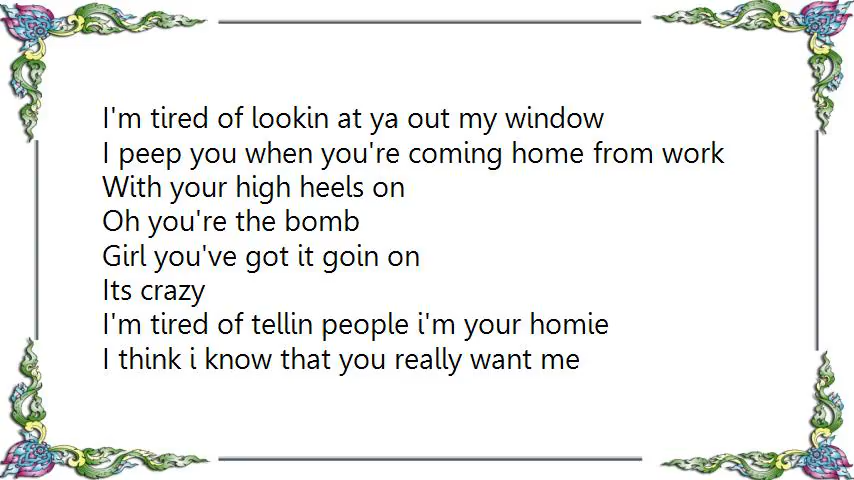 I'm tired of lookin at ya out my window
I peep you when you're coming home from work
With your high heels on
Oh you're the bomb
Girl you've got it goin on
Its crazy
I'm tired of tellin people i'm your homie
I think i know that you really want me